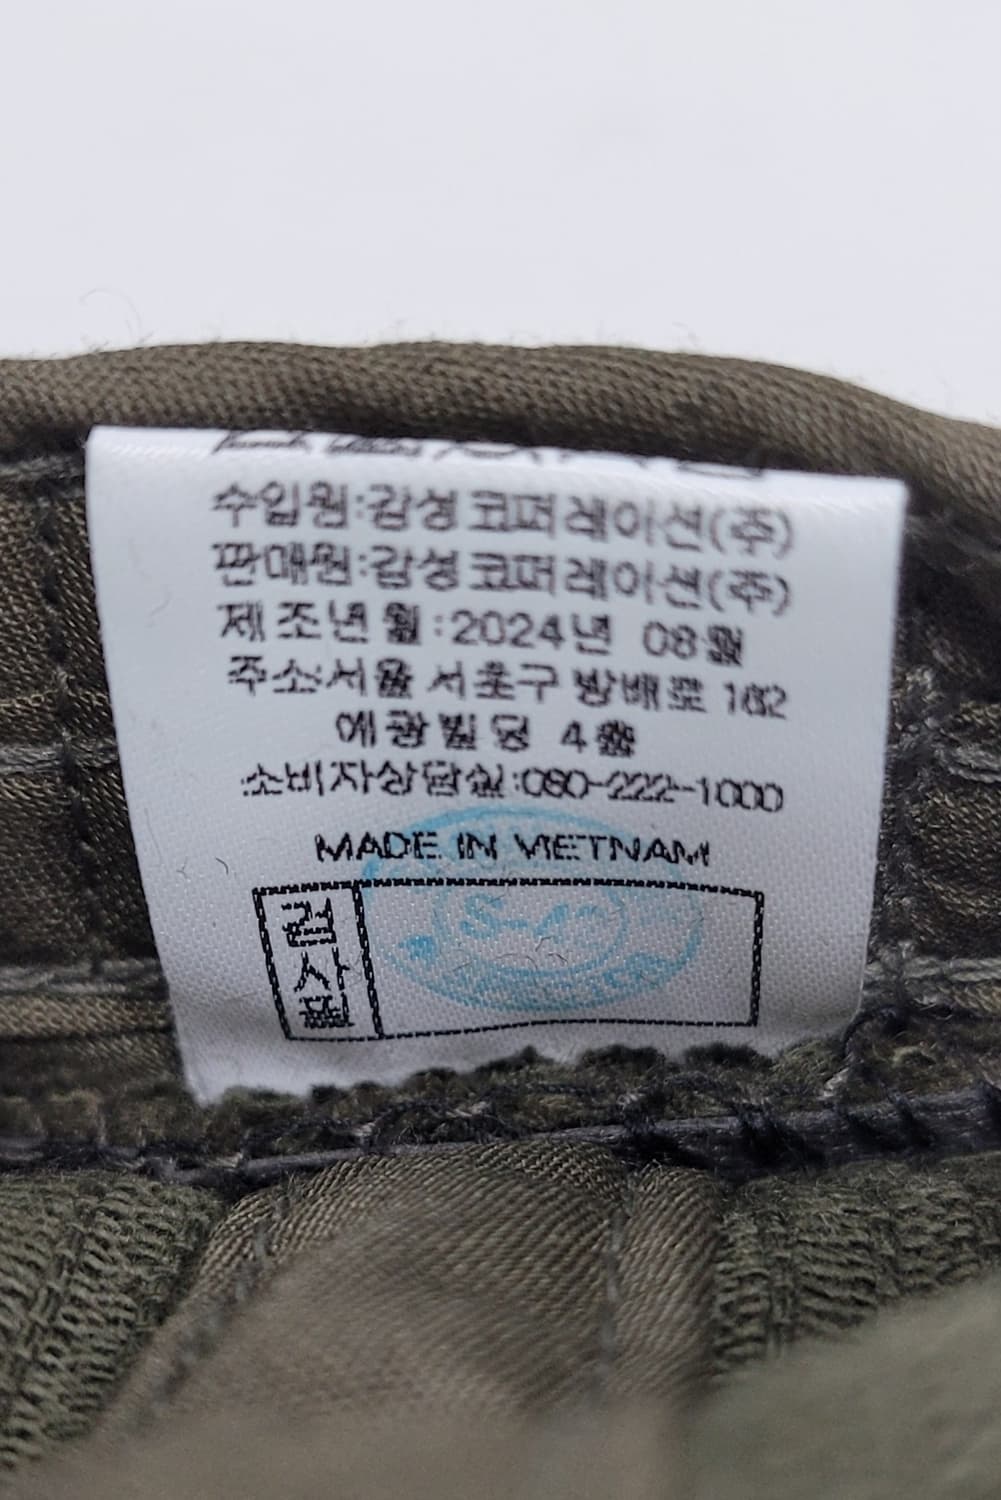 수입원:감성코퍼레이션(주)
판매원:감성코퍼레이션(주)
제조년월:2024년 08월
주소:서울 서초구 방배로 182
예광빌딩 4층
소비자상담실:080-222-1000
MADE IN VIETNAM
검사품